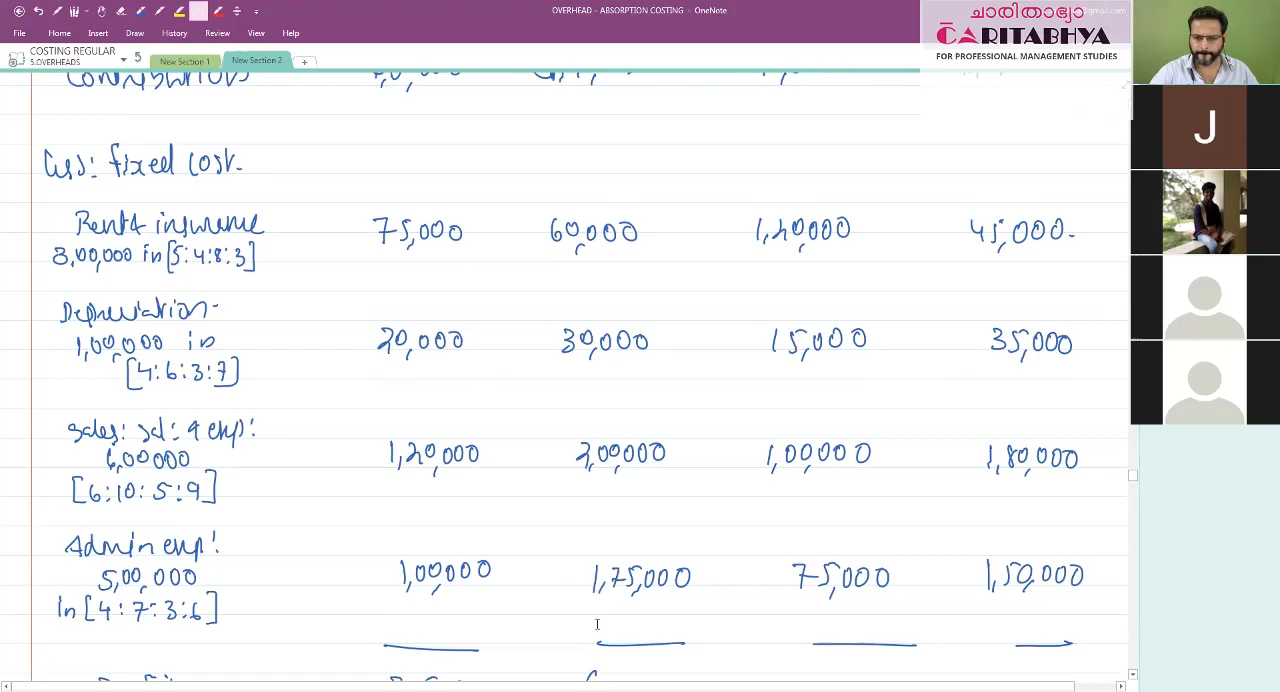 OVERHEAD – ABSORPTION COSTING - OneNote
ചാരിതാഭ്യാ
CARITABHYA
FOR PROFESSIONAL MANAGEMENT STUDIES
File Home Insert Draw History Review View Help
COSTING REGULAR
5.OVERHEADS
5
New Section 1
New Section 2
J
Less: fixed cost.
Rent & insurance 75,000 60,000 1,20,000 45,000
3,00,000 in [5:4:8:3]
Depreciation
1,00,000 in 20,000 30,000 15,000 35,000
[4:6:3:7]
Sales: Sal: & exp:
6,00000 1,20,000 2,00000 1,00,000 1,80,000
[6:10:5:9]
Admin exp:
5,00,000 1,00,000 1,75,000 75,000 1,50,000
in [4:7:3:6]